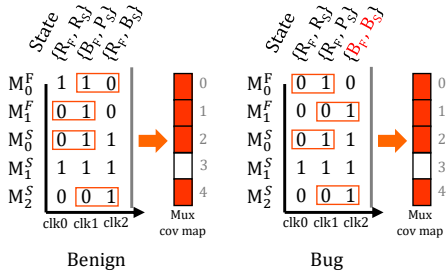 State {R_F, R_S} {B_F, P_S} {R_F, B_S}
M_0^F 1 1 0 0
M_1^F 0 1 0 1
M_0^S 0 1 1 2
M_1^S 1 1 1 3
M_2^S 0 0 1 4
clk0 clk1 clk2 Mux
cov map
Benign
State {R_F, R_S} {R_F, P_S} {B_F, B_S}
M_0^F 0 1 0 0
M_1^F 0 0 1 1
M_0^S 0 1 1 2
M_1^S 1 1 1 3
M_2^S 0 0 1 4
clk0 clk1 clk2 Mux
cov map
Bug